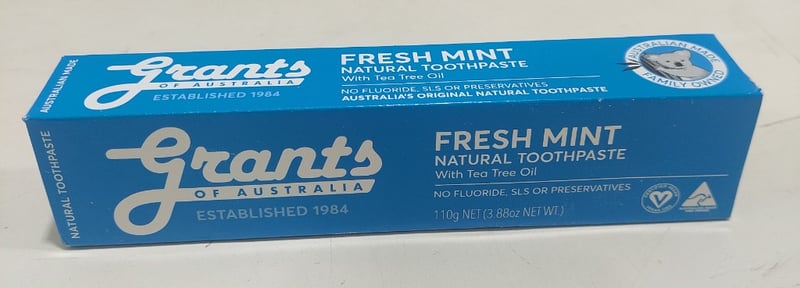 AUSTRALIAN MADE
Grants
OF AUSTRALIA
ESTABLISHED 1984
FRESH MINT
NATURAL TOOTHPASTE
With Tea Tree Oil
NO FLUORIDE, SLS OR PRESERVATIVES
AUSTRALIA'S ORIGINAL NATURAL TOOTHPASTE
AUSTRALIAN MADE
FAMILY OWNED
NATURAL TOOTHPASTE
Grants
OF AUSTRALIA
ESTABLISHED 1984
FRESH MINT
NATURAL TOOTHPASTE
With Tea Tree Oil
NO FLUORIDE, SLS OR PRESERVATIVES
110g NET (3.88oz NET WT.)